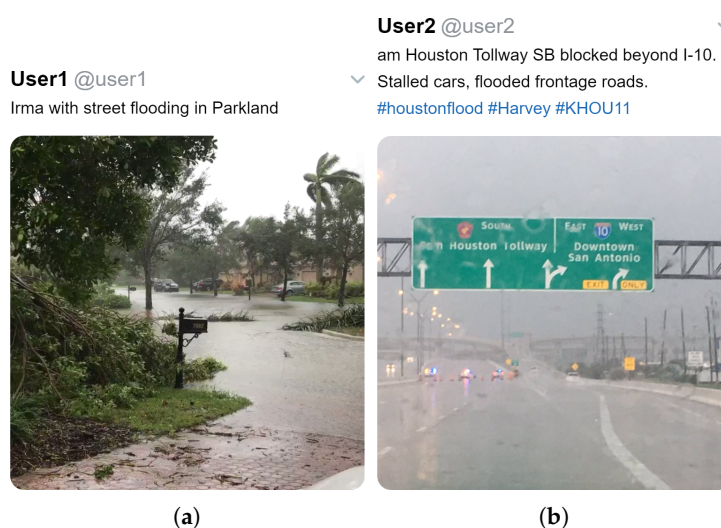 User1 @user1
Irma with street flooding in Parkland
User2 @user2
am Houston Tollway SB blocked beyond I-10.
Stalled cars, flooded frontage roads.
#houstonflood #Harvey #KHOU11
SOUTH
Houston Tollway
EAST 10 WEST
Downtown
San Antonio
EXIT ONLY
(a)
(b)